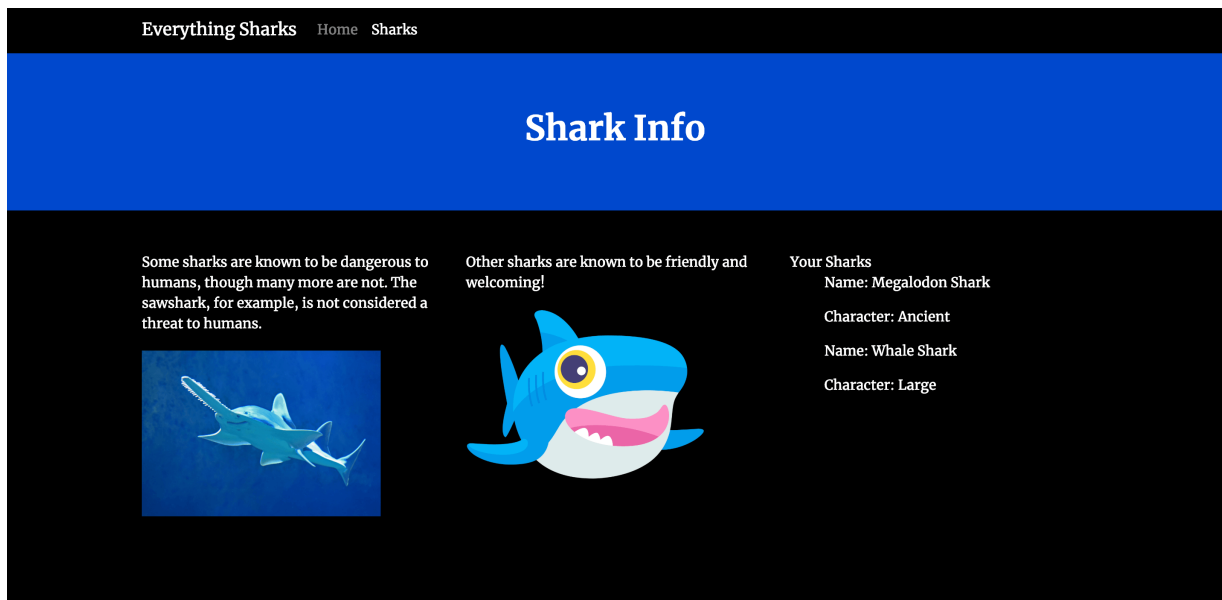 Everything Sharks Home Sharks
Shark Info
Some sharks are known to be dangerous to
humans, though many more are not. The
sawshark, for example, is not considered a
threat to humans.
Other sharks are known to be friendly and
welcoming!
Your Sharks
Name: Megalodon Shark
Character: Ancient
Name: Whale Shark
Character: Large